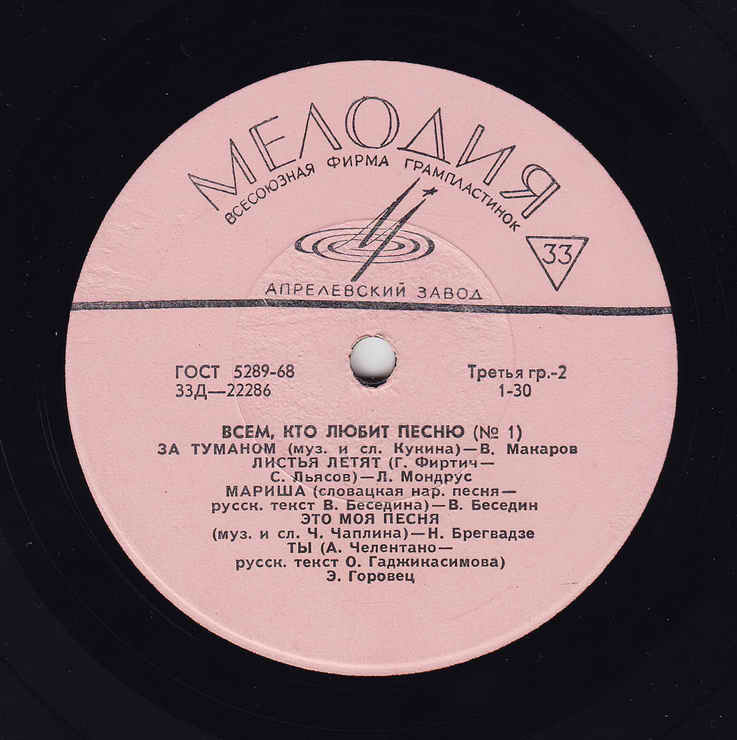 МЕЛОДИЯ
ВСЕСОЮЗНАЯ ФИРМА ГРАМПЛАСТИНОК
33
АПРЕЛЕВСКИЙ ЗАВОД
ГОСТ 5289-68 Третья гр.-2
33Д—22286 1-30
ВСЕМ, КТО ЛЮБИТ ПЕСНЮ (№ 1)
ЗА ТУМАНОМ (муз. и сл. Кукина)—В. Макаров
ЛИСТЬЯ ЛЕТЯТ (Г. Фиртич—
С. Льясов)—Л. Мондрус
МАРИША (словацкая нар. песня—
русск. текст В. Беседина)—В. Беседин
ЭТО МОЯ ПЕСНЯ
(муз. и сл. Ч. Чаплина)—Н. Брегвадзе
ТЫ (А. Челентано—
русск. текст О. Гаджикасимова)
Э. Горовец